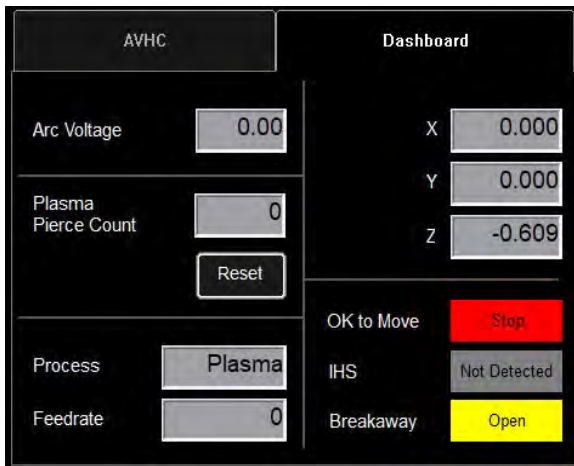 AVHC
Dashboard
Arc Voltage 0.00
Plasma
Pierce Count 0
Reset
Process Plasma
Feedrate 0
X 0.000
Y 0.000
Z -0.609
OK to Move Stop
IHS Not Detected
Breakaway Open